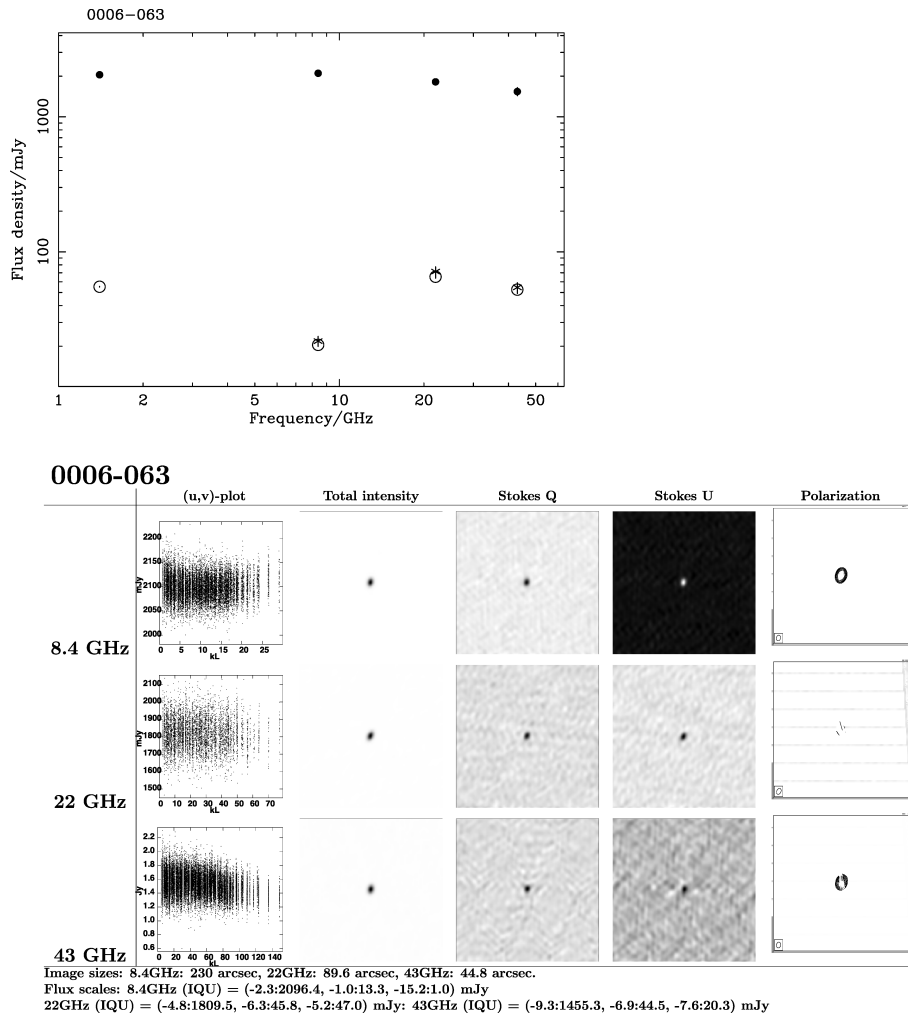 0006−063
Flux density/mJy
1000
100
1 2 5 10 20 50
Frequency/GHz
0006-063
(u,v)-plot Total intensity Stokes Q Stokes U Polarization
2200
2150
2100
2050
2000
mJy
0 5 10 15 20 25
kL
8.4 GHz
2100
2000
1900
1800
1700
1600
1500
mJy
0 10 20 30 40 50 60 70
kL
22 GHz
2.2
2.0
1.8
1.6
1.4
1.2
1.0
0.8
0.6
Jy
0 20 40 60 80 100 120 140
kL
43 GHz
Image sizes: 8.4GHz: 230 arcsec, 22GHz: 89.6 arcsec, 43GHz: 44.8 arcsec.
Flux scales: 8.4GHz (IQU) = (-2.3:2096.4, -1.0:13.3, -15.2:1.0) mJy
22GHz (IQU) = (-4.8:1809.5, -6.3:45.8, -5.2:47.0) mJy: 43GHz (IQU) = (-9.3:1455.3, -6.9:44.5, -7.6:20.3) mJy